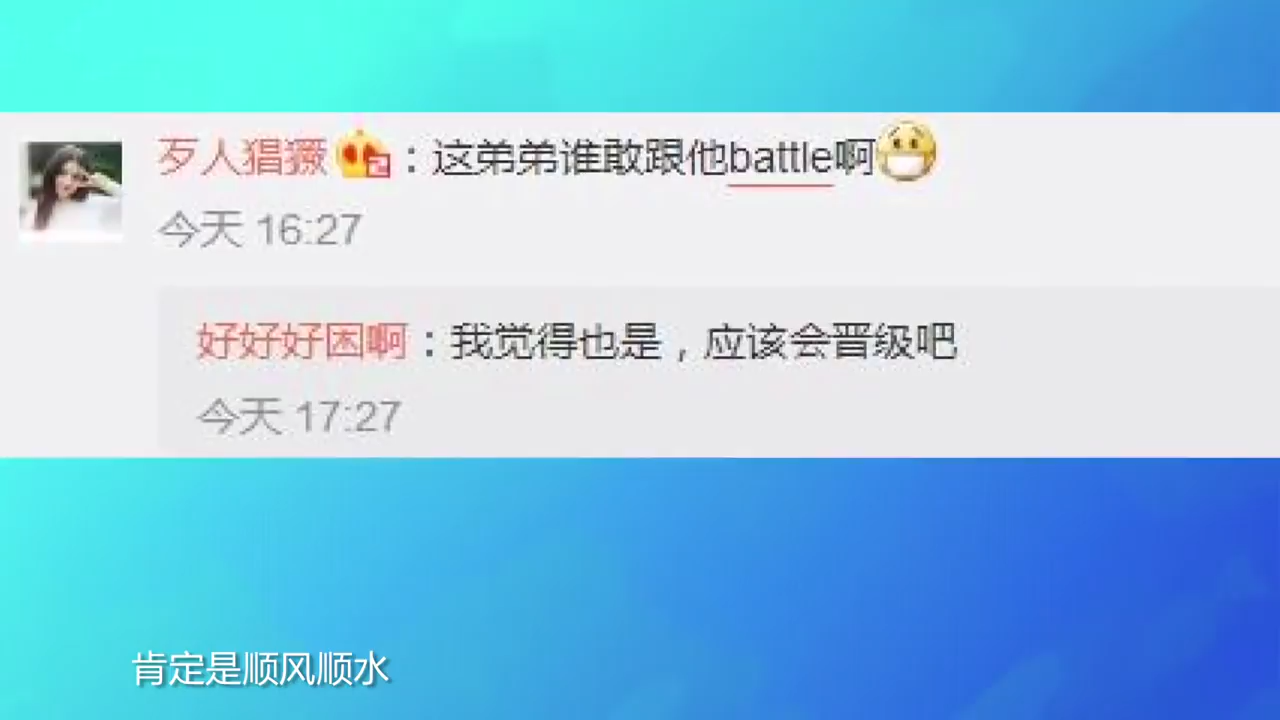 歹人猖獗：这弟弟谁敢跟他battle啊
今天 16:27
好好好困啊：我觉得也是，应该会晋级吧
今天 17:27
肯定是顺风顺水